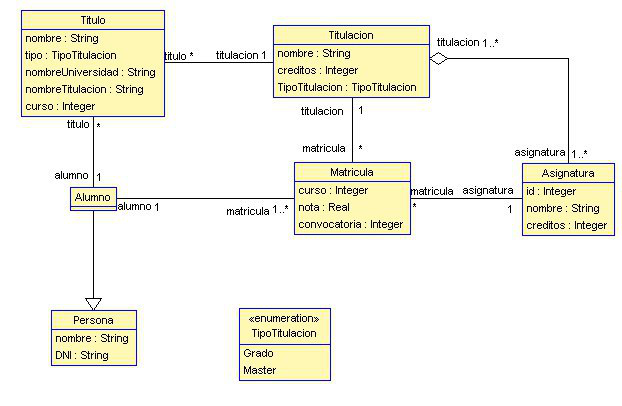 Titulo
nombre : String
tipo : TipoTitulacion
nombreUniversidad : String
nombreTitulacion : String
curso : Integer
titulo *
titulacion 1
Titulacion
nombre : String
creditos : Integer
TipoTitulacion : TipoTitulacion
titulacion 1..*
titulo *
titulacion 1
matricula *
asignatura 1..*
alumno 1
Alumno
alumno 1
matricula 1..*
Matricula
curso : Integer
nota : Real
convocatoria : Integer
matricula *
asignatura 1
Asignatura
id : Integer
nombre : String
creditos : Integer
Persona
nombre : String
DNI : String
«enumeration»
TipoTitulacion
Grado
Master